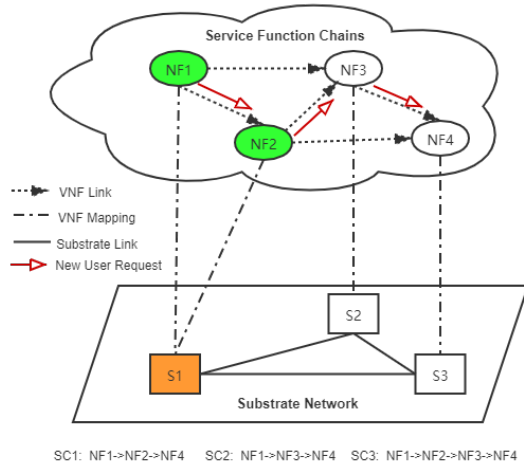 Service Function Chains
NF1
NF3
NF2
NF4
VNF Link
VNF Mapping
Substrate Link
New User Request
S2
S1
S3
Substrate Network
SC1: NF1->NF2->NF4 SC2: NF1->NF3->NF4 SC3: NF1->NF2->NF3->NF4